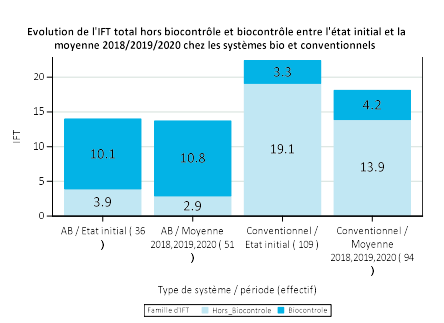 Evolution de l'IFT total hors biocontrôle et biocontrôle entre l'état initial et la
moyenne 2018/2019/2020 chez les systèmes bio et conventionnels
IFT
20
15
10
5
0
10.1
3.9
10.8
2.9
3.3
19.1
4.2
13.9
AB / Etat initial ( 36
)
AB / Moyenne
2018,2019,2020 ( 51
)
Conventionnel /
Etat initial ( 109 )
Conventionnel /
Moyenne
2018,2019,2020 ( 94
)
Type de système / période (effectif)
Famille d'IFT Hors_Biocontrole Biocontrole